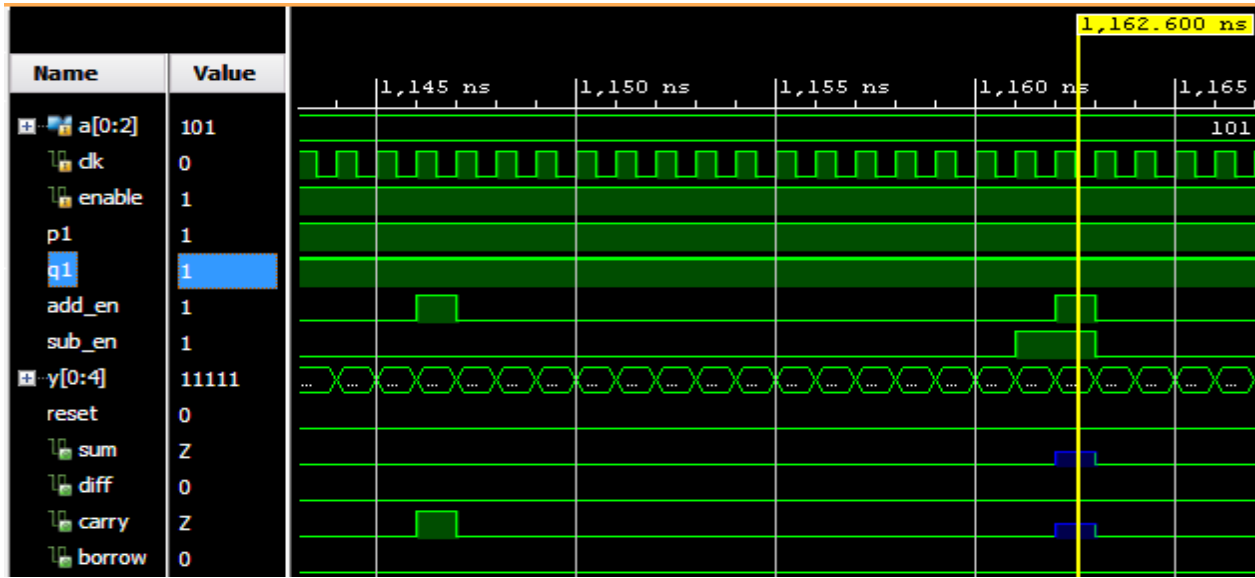 1,162.600 ns
Name Value
1,145 ns 1,150 ns 1,155 ns 1,160 ns 1,165
a[0:2] 101 101
clk 0
enable 1
p1 1
q1 1
add_en 1
sub_en 1
y[0:4] 11111 ... ... ... ... ... ... ... ... ... ... ... ... ... ... ... ... ... ... ... ... ... ... ... ...
reset 0
sum Z
diff 0
carry Z
borrow 0